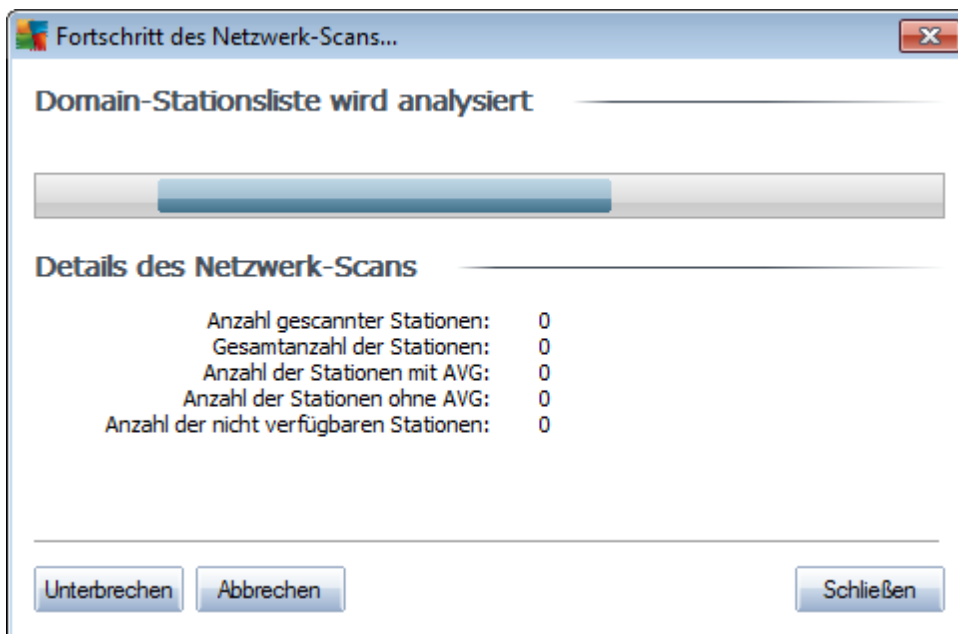 Fortschritt des Netzwerk-Scans...
Domain-Stationsliste wird analysiert
Details des Netzwerk-Scans
Anzahl gescannter Stationen: 0
Gesamtanzahl der Stationen: 0
Anzahl der Stationen mit AVG: 0
Anzahl der Stationen ohne AVG: 0
Anzahl der nicht verfügbaren Stationen: 0
Unterbrechen Abbrechen Schließen